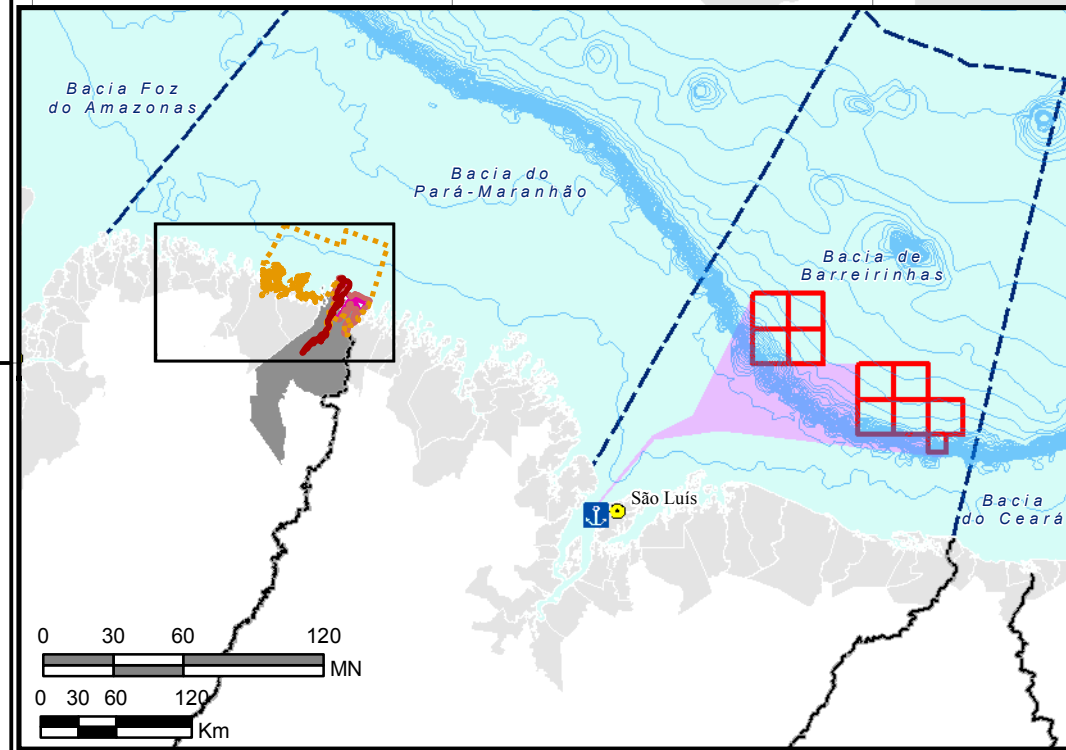 Bacia Foz
do Amazonas
Bacia do
Pará-Maranhão
Bacia de
Barreirinhas
São Luís
Bacia
do Ceará
0 30 60 120
MN
0 30 60 120
Km